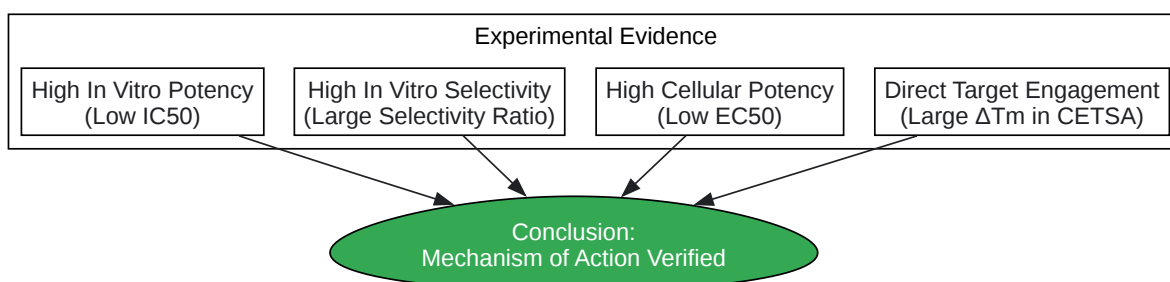 Experimental Evidence
High In Vitro Potency
(Low IC50)
High In Vitro Selectivity
(Large Selectivity Ratio)
High Cellular Potency
(Low EC50)
Direct Target Engagement
(Large ΔTm in CETSA)
Conclusion:
Mechanism of Action Verified